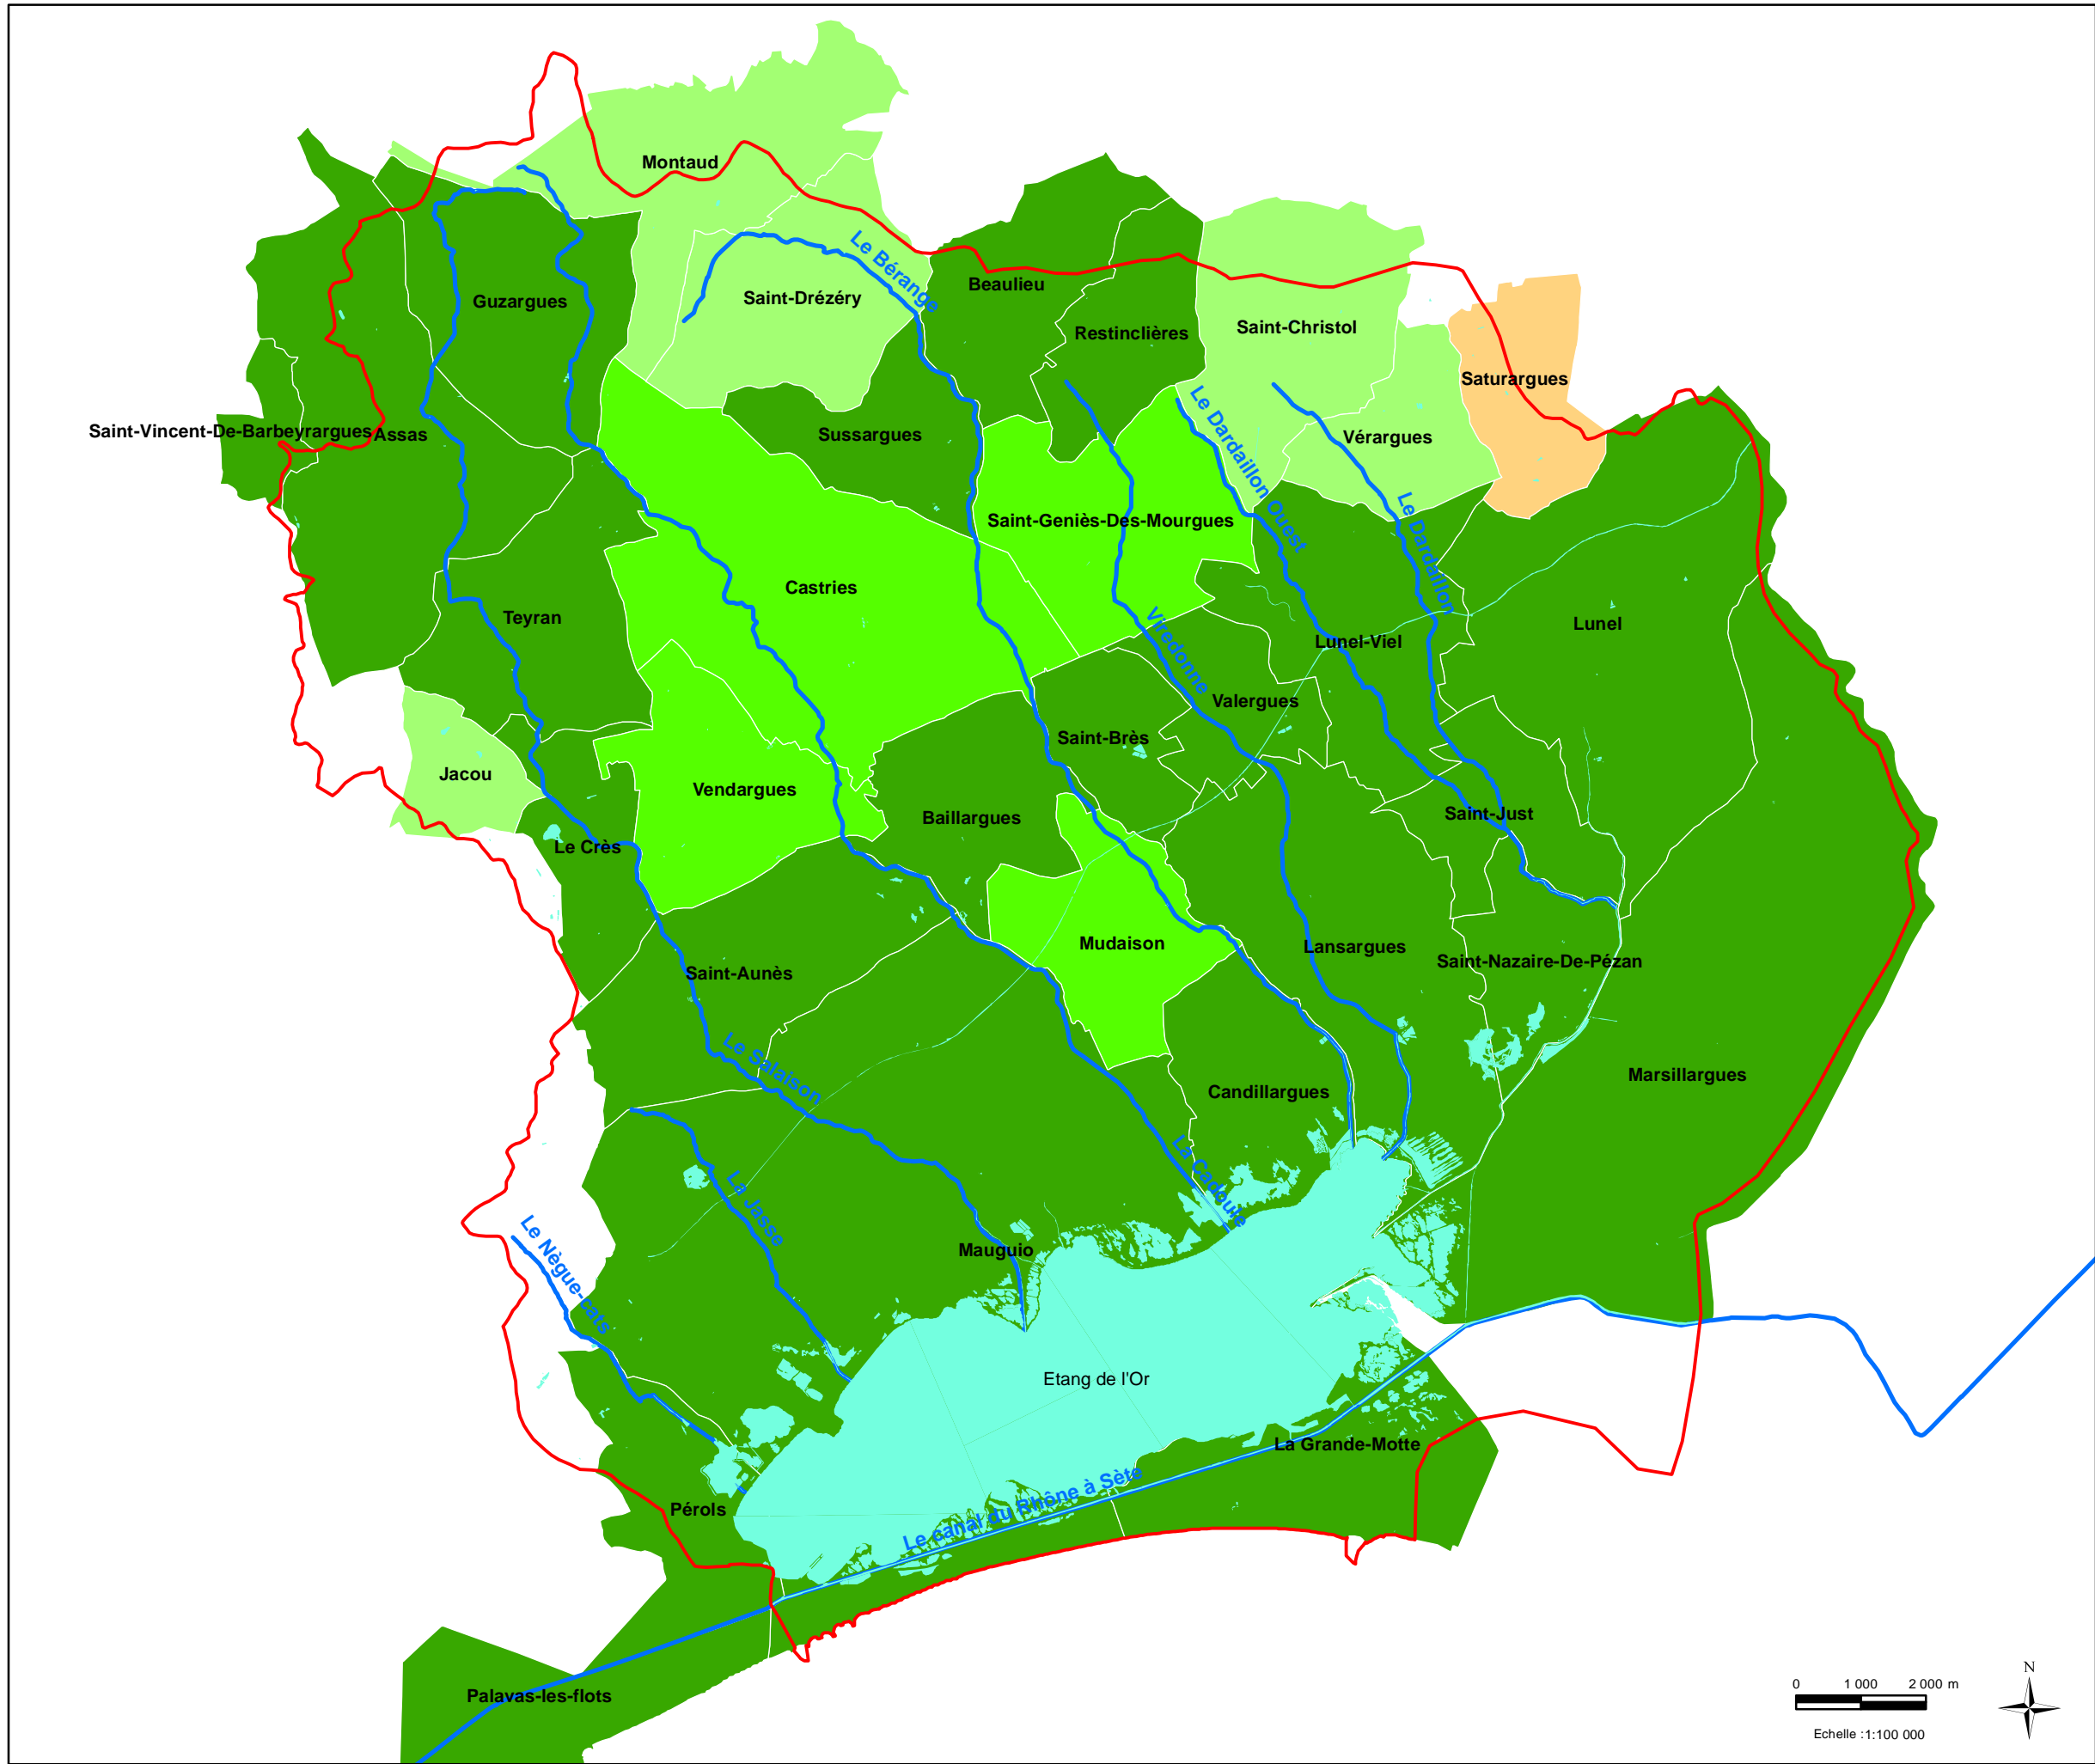 Montaud
Le Bérange
Beaulieu
Guzargues
Saint-Drézéry
Restinclières
Saint-Christol
Saturargues
Saint-Vincent-De-Barbeyrargues
Assas
Sussargues
Le Dardaillon Ouest
Vérargues
Saint-Geniès-Des-Mourgues
Le Dardaillon
Castries
Teyran
Lunel
Viredonne
Lunel-Viel
Valergues
Saint-Brès
Jacou
Vendargues
Baillargues
Saint-Just
Le Crès
Mudaison
Lansargues
Saint-Nazaire-De-Pézan
Saint-Aunès
Le Salaison
Candillargues
Marsillargues
La Cadoule
La Jasse
Le Nègue-cats
Mauguio
Etang de l'Or
La Grande-Motte
Pérols
Le canal du Rhône à Sète
Palavas-les-flots
N
0 1 000 2 000 m
Echelle :1:100 000